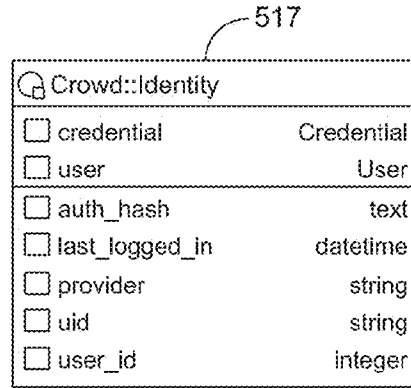 517
Crowd::Identity
credential Credential
user User
auth_hash text
last_logged_in datetime
provider string
uid string
user_id integer